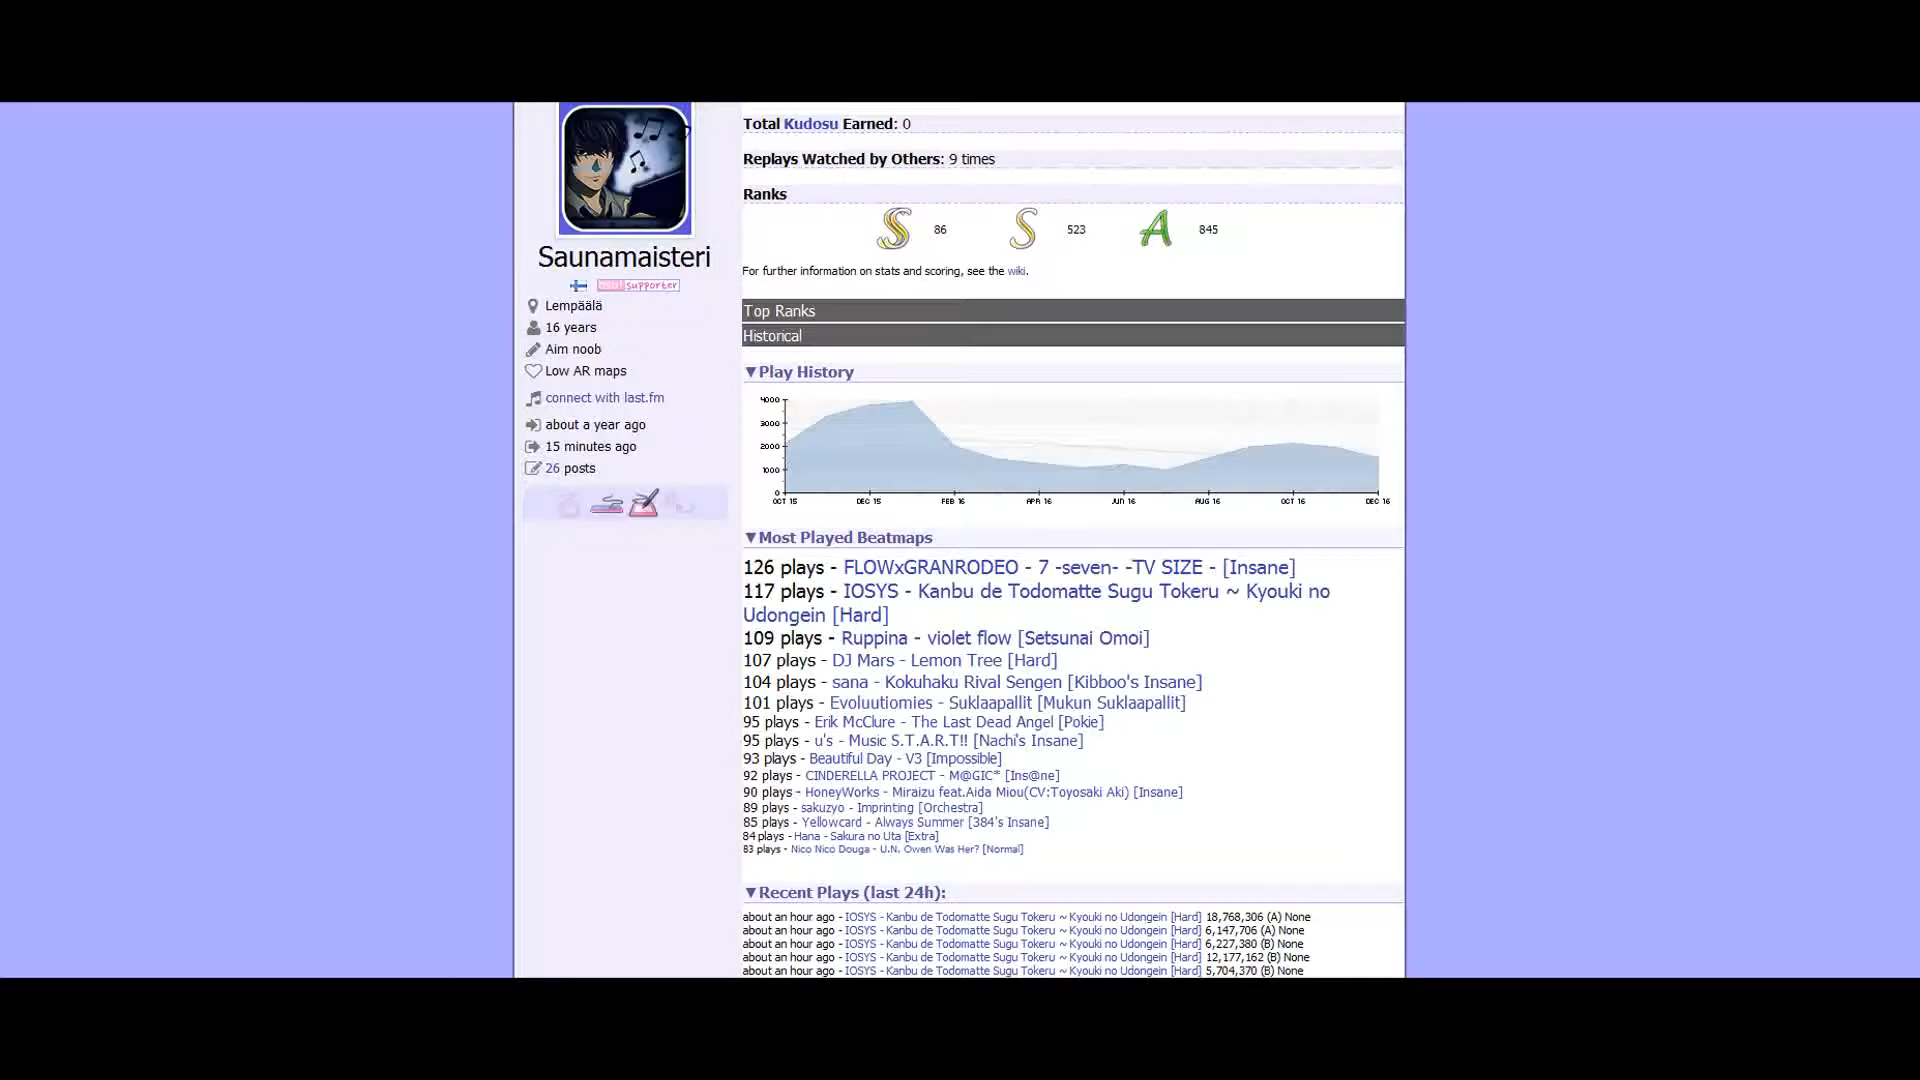 Saunamaisteri
supporter
Lempäälä
16 years
Aim noob
Low AR maps
connect with last.fm
about a year ago
15 minutes ago
26 posts
Total Kudosu Earned: 0
Replays Watched by Others: 9 times
Ranks
S 86 S 523 A 845
For further information on stats and scoring, see the wiki.
Top Ranks
Historical
▼Play History
4000
3000
2000
1000
0
OCT 15 DEC 15 FEB 16 APR 16 JUN 16 AUG 16 OCT 16 DEC 16
▼Most Played Beatmaps
126 plays - FLOWxGRANRODEO - 7 -seven- -TV SIZE - [Insane]
117 plays - IOSYS - Kanbu de Todomatte Sugu Tokeru ~ Kyouki no
Udongein [Hard]
109 plays - Ruppina - violet flow [Setsunai Omoi]
107 plays - DJ Mars - Lemon Tree [Hard]
104 plays - sana - Kokuhaku Rival Sengen [Kibboo's Insane]
101 plays - Evoluutiomies - Suklaapallit [Mukun Suklaapallit]
95 plays - Erik McClure - The Last Dead Angel [Pokie]
95 plays - u's - Music S.T.A.R.T!! [Nachi's Insane]
93 plays - Beautiful Day - V3 [Impossible]
92 plays - CINDERELLA PROJECT - M@GIC* [Ins@ne]
90 plays - HoneyWorks - Miraizu feat.Aida Miou(CV:Toyosaki Aki) [Insane]
89 plays - sakuzyo - Imprinting [Orchestra]
85 plays - Yellowcard - Always Summer [384's Insane]
84 plays - Hana - Sakura no Uta [Extra]
83 plays - Nico Nico Douga - U.N. Owen Was Her? [Normal]
▼Recent Plays (last 24h):
about an hour ago - IOSYS - Kanbu de Todomatte Sugu Tokeru ~ Kyouki no Udongein [Hard] 18,768,306 (A) None
about an hour ago - IOSYS - Kanbu de Todomatte Sugu Tokeru ~ Kyouki no Udongein [Hard] 6,147,706 (A) None
about an hour ago - IOSYS - Kanbu de Todomatte Sugu Tokeru ~ Kyouki no Udongein [Hard] 6,227,380 (B) None
about an hour ago - IOSYS - Kanbu de Todomatte Sugu Tokeru ~ Kyouki no Udongein [Hard] 12,177,162 (B) None
about an hour ago - IOSYS - Kanbu de Todomatte Sugu Tokeru ~ Kyouki no Udongein [Hard] 5,704,370 (B) None